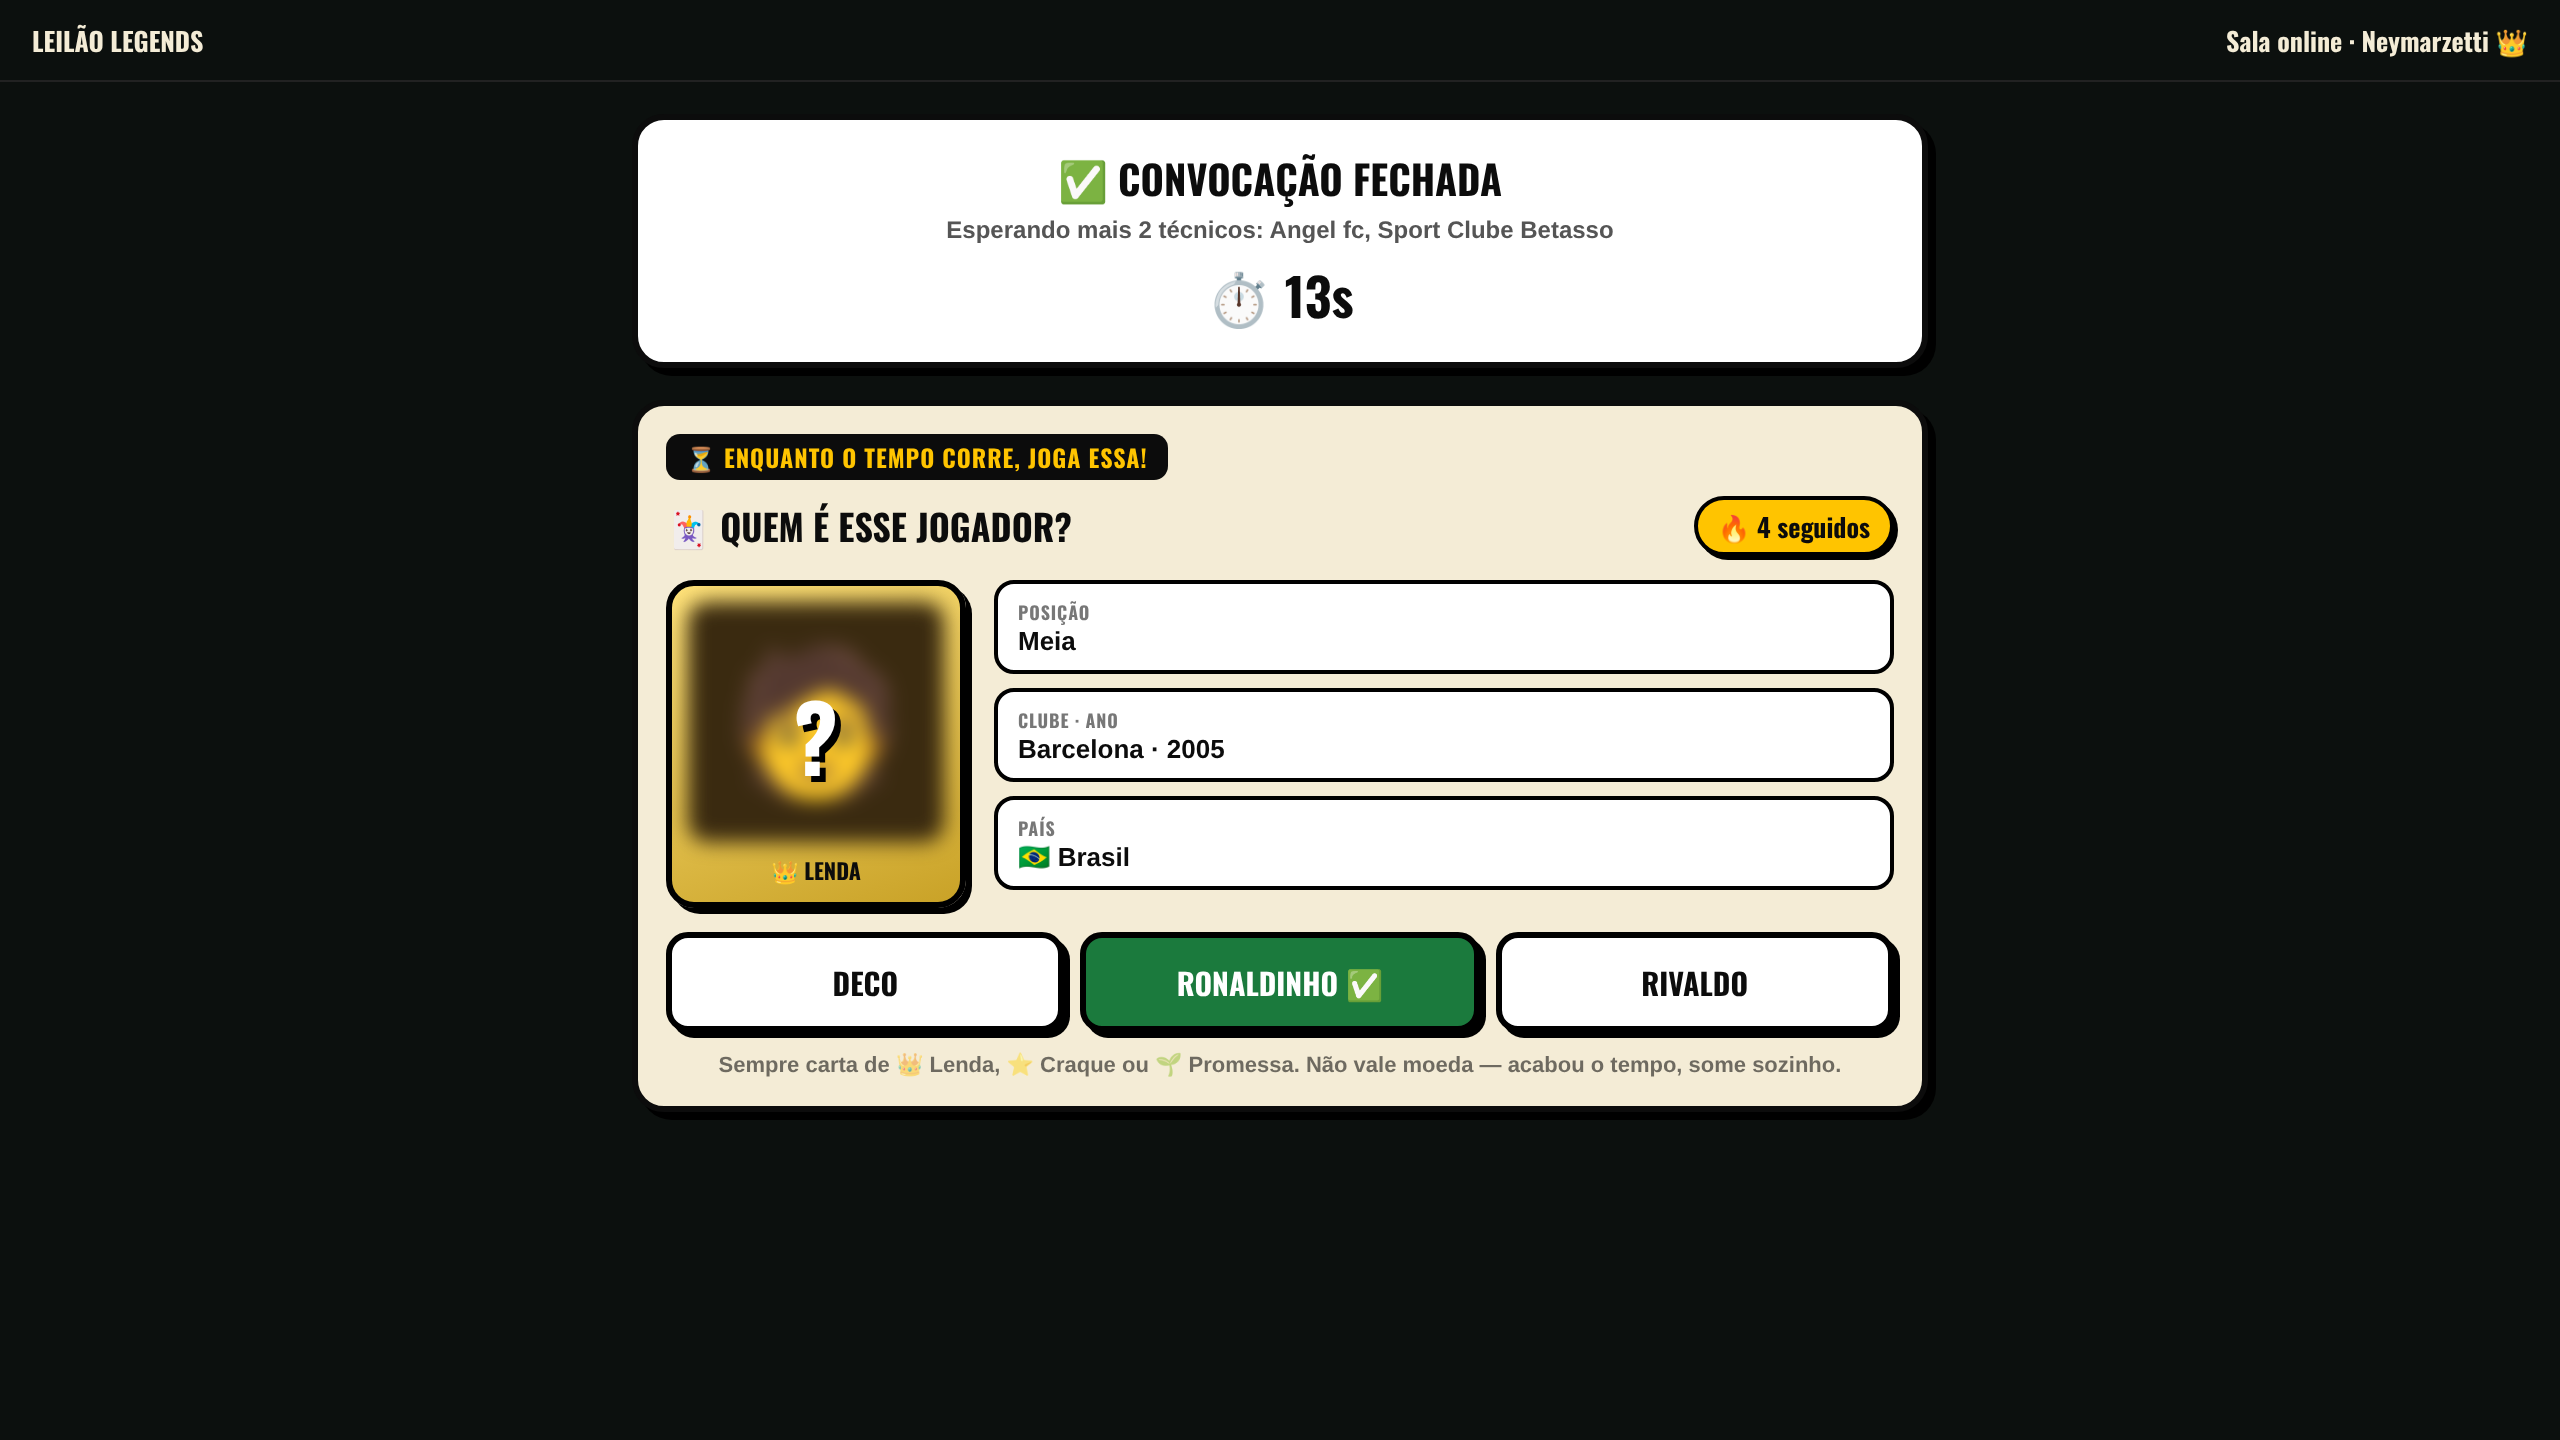 LEILÃO LEGENDS
Sala online · Neymarzetti 👑
✅ CONVOCAÇÃO FECHADA
Esperando mais 2 técnicos: Angel fc, Sport Clube Betasso
⏱️ 13s
⏳ ENQUANTO O TEMPO CORRE, JOGA ESSA!
🃏 QUEM É ESSE JOGADOR?
🔥 4 seguidos
?
👑 LENDA
POSIÇÃO
Meia
CLUBE · ANO
Barcelona · 2005
PAÍS
🇧🇷 Brasil
DECO
RONALDINHO ✅
RIVALDO
Sempre carta de 👑 Lenda, ⭐ Craque ou 🌱 Promessa. Não vale moeda — acabou o tempo, some sozinho.